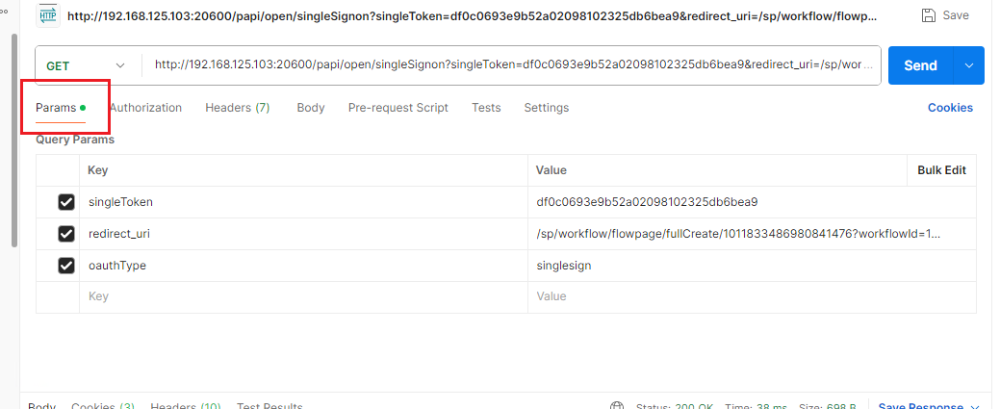 HTTP http://192.168.125.103:20600/papi/open/singleSignon?singleToken=df0c0693e9b52a02098102325db6bea9&redirect_uri=/sp/workflow/flowp... Save
GET http://192.168.125.103:20600/papi/open/singleSignon?singleToken=df0c0693e9b52a02098102325db6bea9&redirect_uri=/sp/wor ... Send
Params Authorization Headers (7) Body Pre-request Script Tests Settings Cookies
Query Params
Key Value Bulk Edit
singleToken df0c0693e9b52a02098102325db6bea9
redirect_uri /sp/workflow/flowpage/fullCreate/1011833486980841476?workflowId=1...
oauthType singlesign
Key Value
Body Cookies (3) Headers (10) Test Results Status: 200 OK Time: 38 ms Size: 698 B Save Response